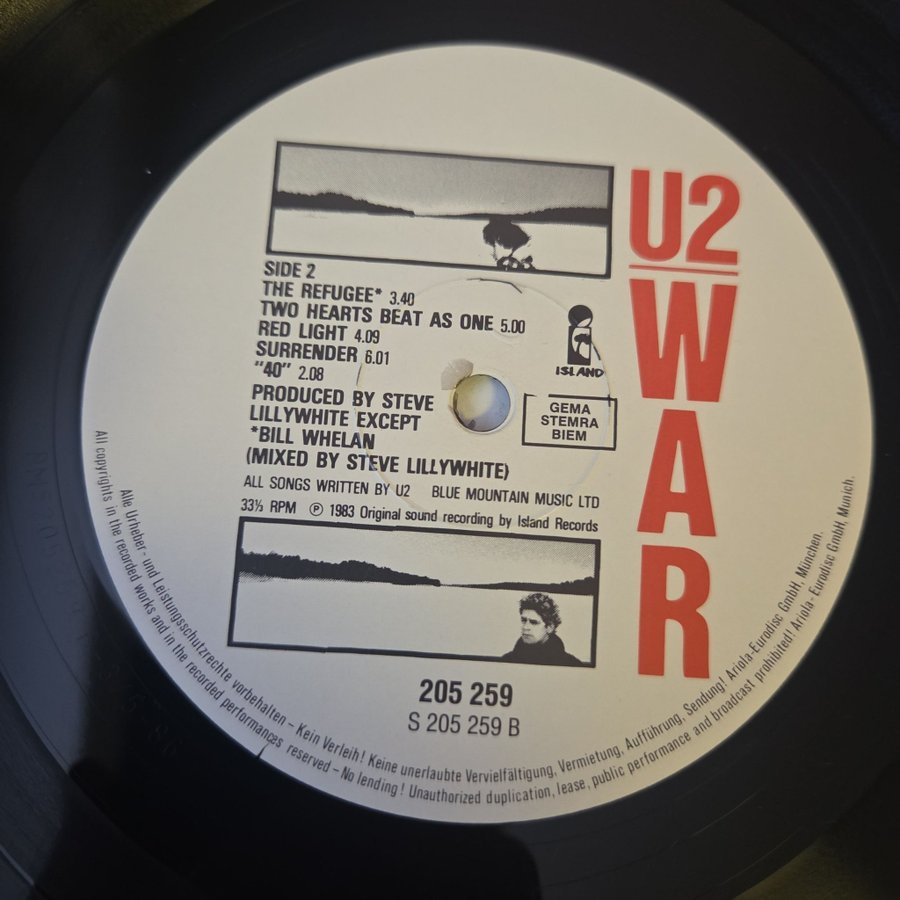 U2
WAR
SIDE 2
THE REFUGEE* 3.40
TWO HEARTS BEAT AS ONE 5.00
RED LIGHT 4.09
SURRENDER 6.01
"40" 2.08
PRODUCED BY STEVE
LILLYWHITE EXCEPT
*BILL WHELAN
(MIXED BY STEVE LILLYWHITE)
ISLAND
GEMA
STEMRA
BIEM
ALL SONGS WRITTEN BY U2 BLUE MOUNTAIN MUSIC LTD
33⅓ RPM ℗ 1983 Original sound recording by Island Records
205 259
S 205 259 B
Alle Urheber- und Leistungsschutzrechte vorbehalten – Kein Verleih! Keine unerlaubte Vervielfältigung, Vermietung, Aufführung, Sendung! Ariola-Eurodisc GmbH, München.
All copyrights in the recorded works and in the recorded performances reserved – No lending! Unauthorized duplication, lease, public performance and broadcast prohibited! Ariola-Eurodisc GmbH, Munich.